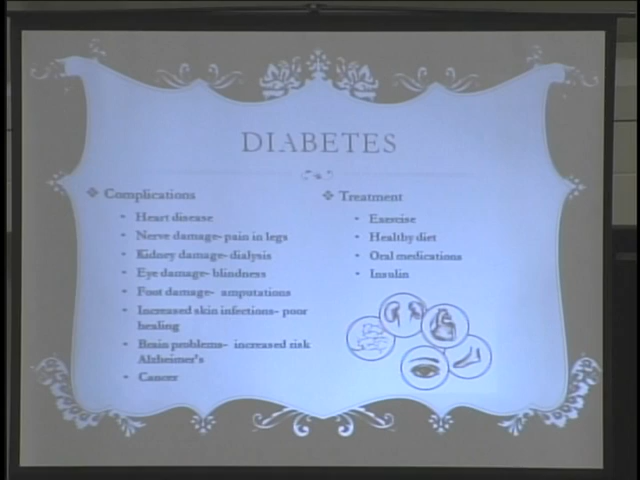 DIABETES
Complications
Heart disease
Nerve damage- pain in legs
Kidney damage- dialysis
Eye damage- blindness
Foot damage- amputations
Increased skin infections- poor
healing
Brain problems- increased risk
Alzheimer's
Cancer
Treatment
Exercise
Healthy diet
Oral medications
Insulin